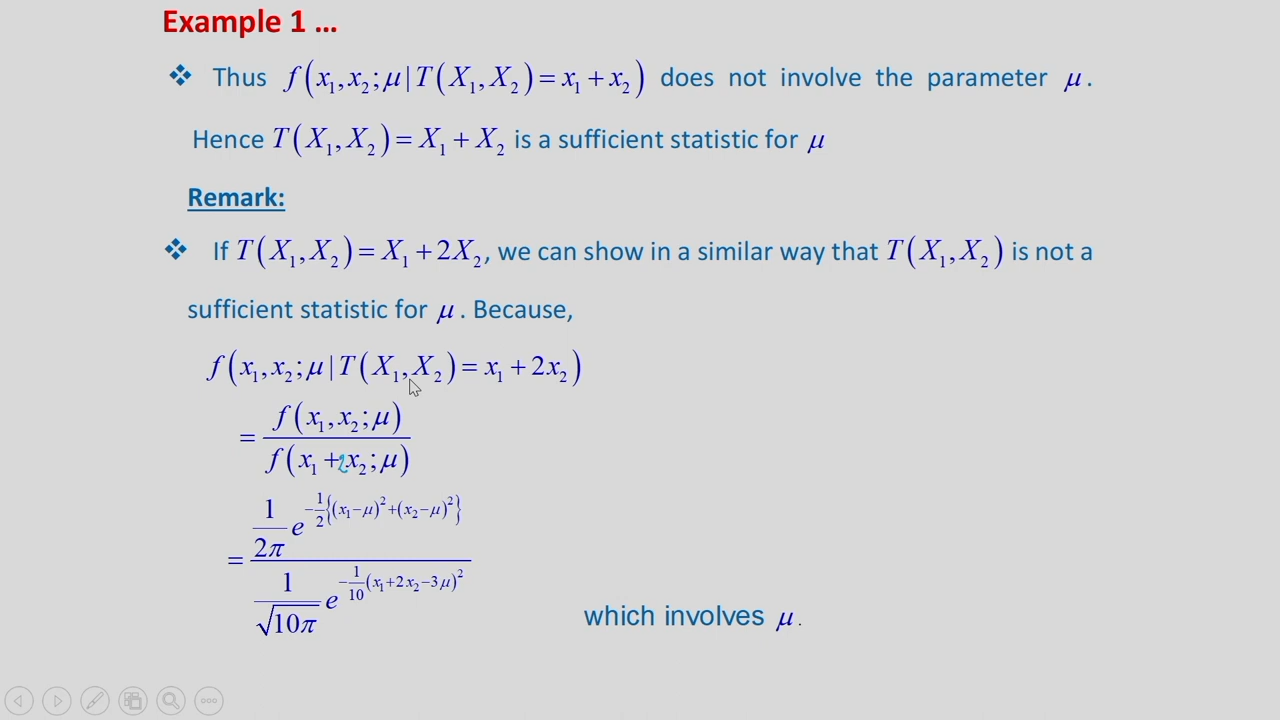 Example 1 ...
❖ Thus f(x₁, x₂; μ | T(X₁, X₂) = x₁ + x₂) does not involve the parameter μ.
Hence T(X₁, X₂) = X₁ + X₂ is a sufficient statistic for μ
Remark:
❖ If T(X₁, X₂) = X₁ + 2X₂, we can show in a similar way that T(X₁, X₂) is not a
sufficient statistic for μ. Because,
f(x₁, x₂; μ | T(X₁, X₂) = x₁ + 2x₂)
= f(x₁, x₂; μ) / f(x₁ + 2x₂; μ)
= (1/(2π)) e^(-1/2{(x₁-μ)²+(x₂-μ)²}) / (1/√(10π)) e^(-1/10(x₁+2x₂-3μ)²)
which involves μ.